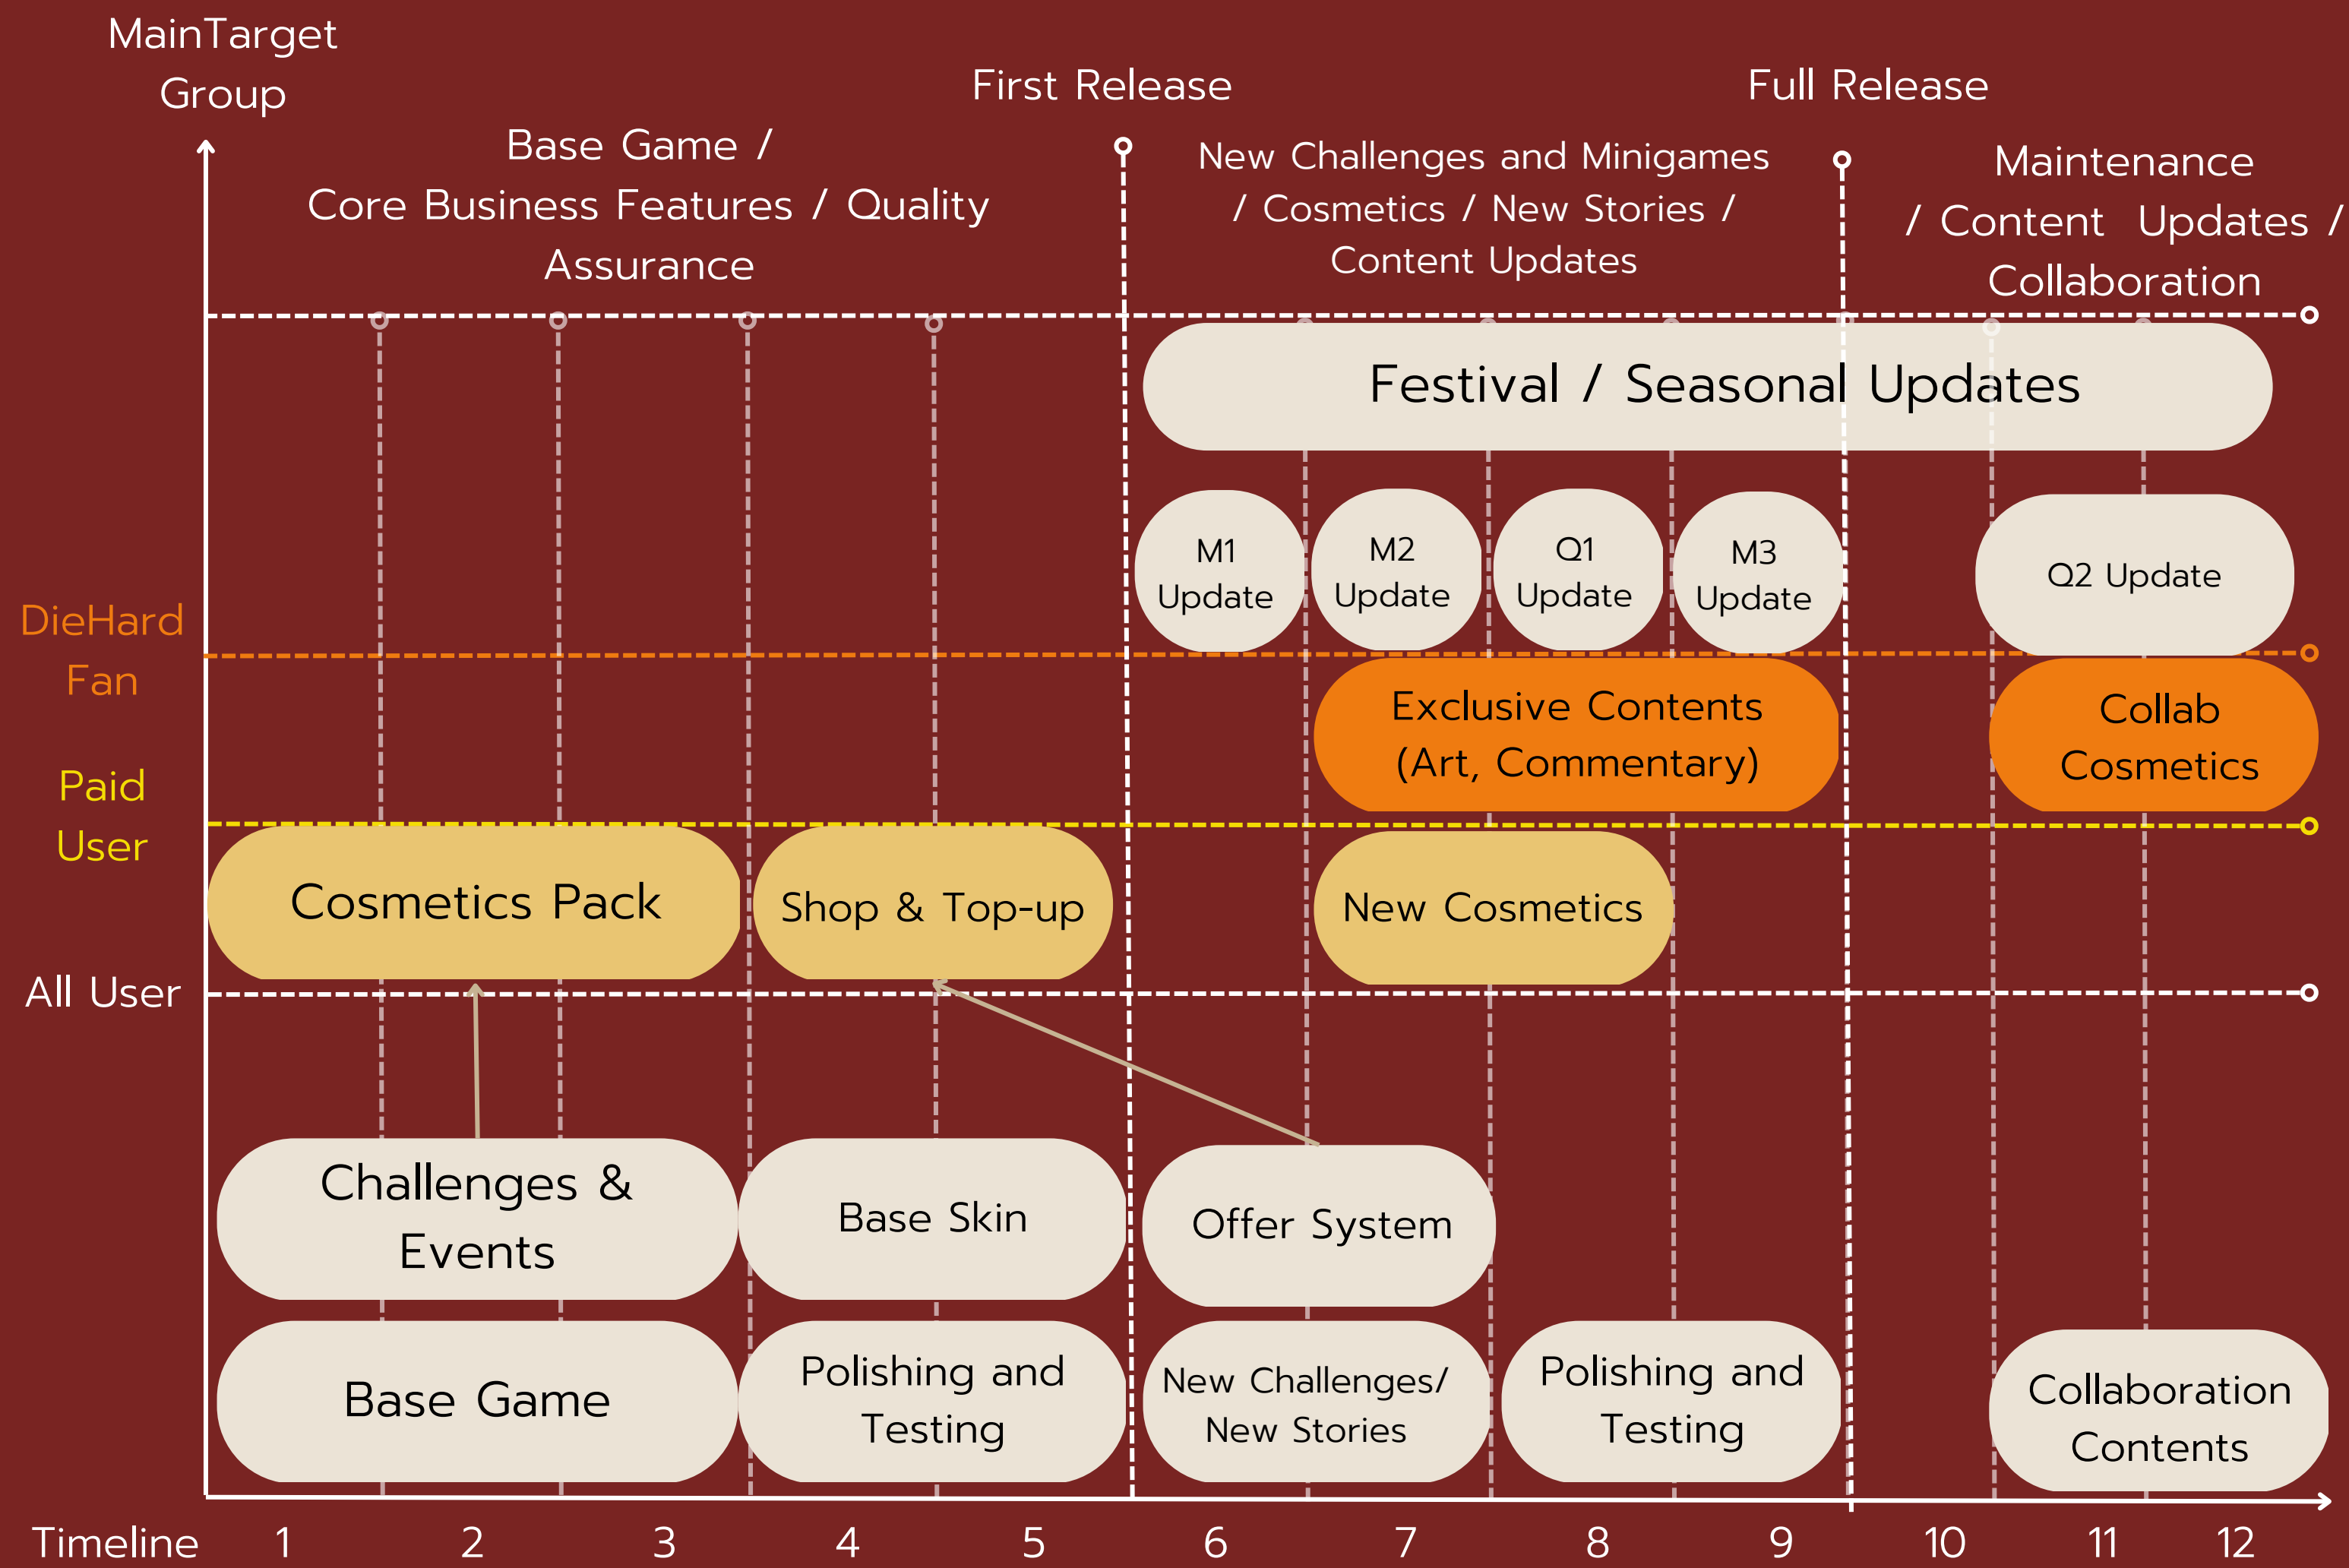 MainTarget
Group
First Release
Full Release
Base Game /
Core Business Features / Quality
Assurance
New Challenges and Minigames
/ Cosmetics / New Stories /
Content Updates
Maintenance
/ Content Updates /
Collaboration
Festival / Seasonal Updates
M1
Update
M2
Update
Q1
Update
M3
Update
Q2 Update
DieHard
Fan
Exclusive Contents
(Art, Commentary)
Collab
Cosmetics
Paid
User
Cosmetics Pack
Shop & Top-up
New Cosmetics
All User
Challenges &
Events
Base Skin
Offer System
Base Game
Polishing and
Testing
New Challenges/
New Stories
Polishing and
Testing
Collaboration
Contents
Timeline 1 2 3 4 5 6 7 8 9 10 11 12